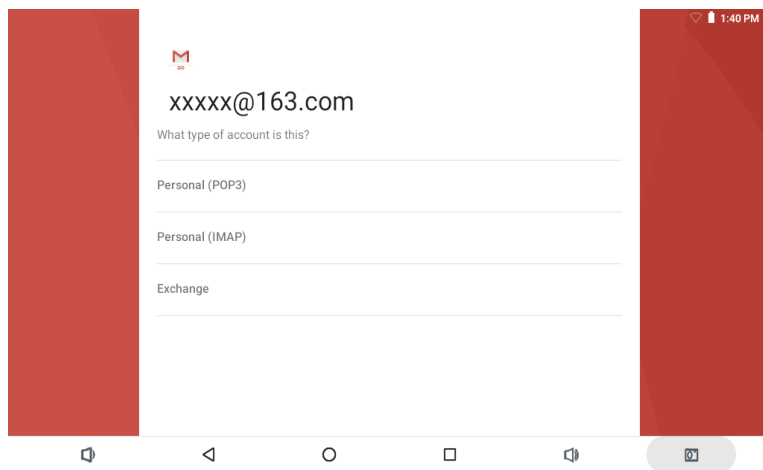 1:40 PM
xxxxx@163.com
What type of account is this?
Personal (POP3)
Personal (IMAP)
Exchange